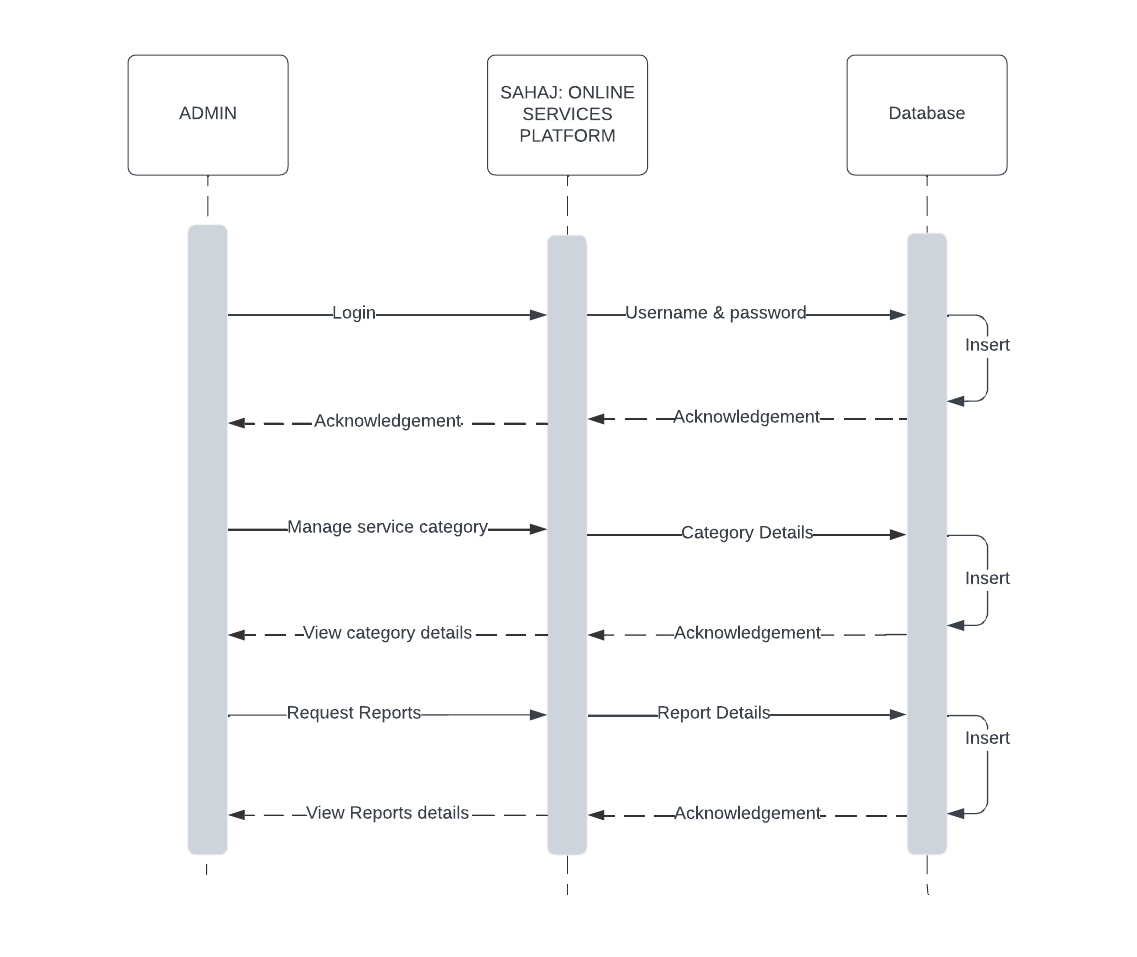 ADMIN
SAHAJ: ONLINE
SERVICES
PLATFORM
Database
Login
Username & password
Insert
Acknowledgement
Acknowledgement
Manage service category
Category Details
Insert
View category details
Acknowledgement
Request Reports
Report Details
Insert
View Reports details
Acknowledgement